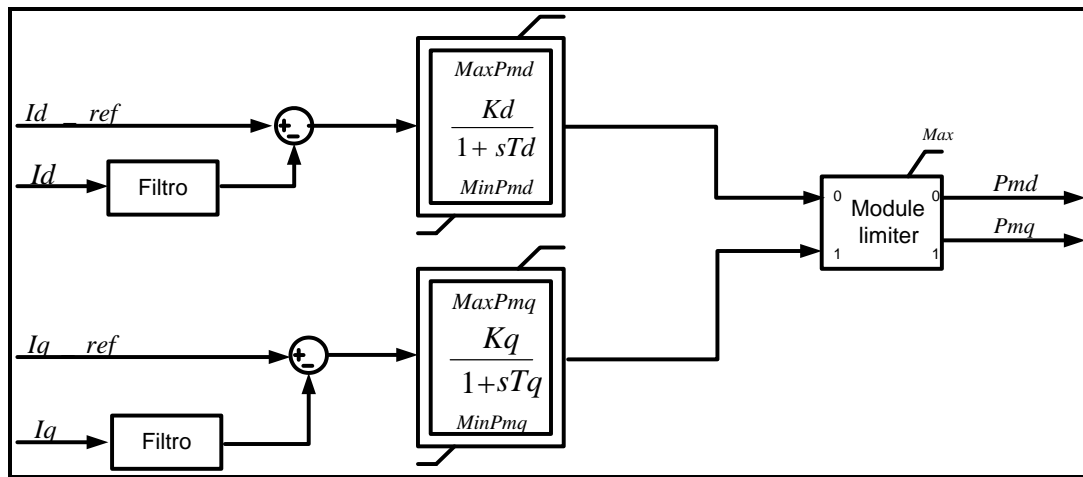 MaxPmd
Id _ ref
Kd
1 + sTd
Id
Filtro
MinPmd
Max
0
Module
limiter
0
1
1
Pmd
Pmq
MaxPmq
Iq ref
Kq
1+sTq
Iq
Filtro
MinPmq